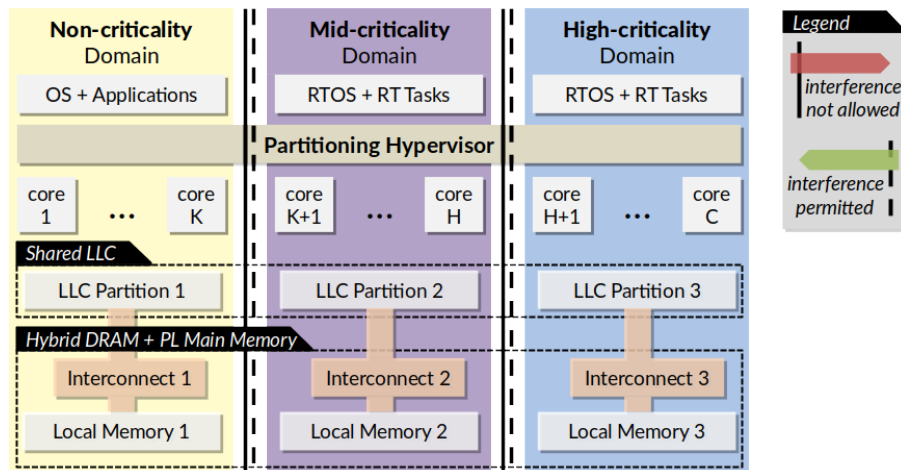 Non-criticality
Domain
Mid-criticality
Domain
High-criticality
Domain
Legend
interference
not allowed
interference
permitted
OS + Applications
RTOS + RT Tasks
RTOS + RT Tasks
Partitioning Hypervisor
core
1
...
core
K
core
K+1
...
core
H
core
H+1
...
core
C
Shared LLC
LLC Partition 1
LLC Partition 2
LLC Partition 3
Hybrid DRAM + PL Main Memory
Interconnect 1
Interconnect 2
Interconnect 3
Local Memory 1
Local Memory 2
Local Memory 3